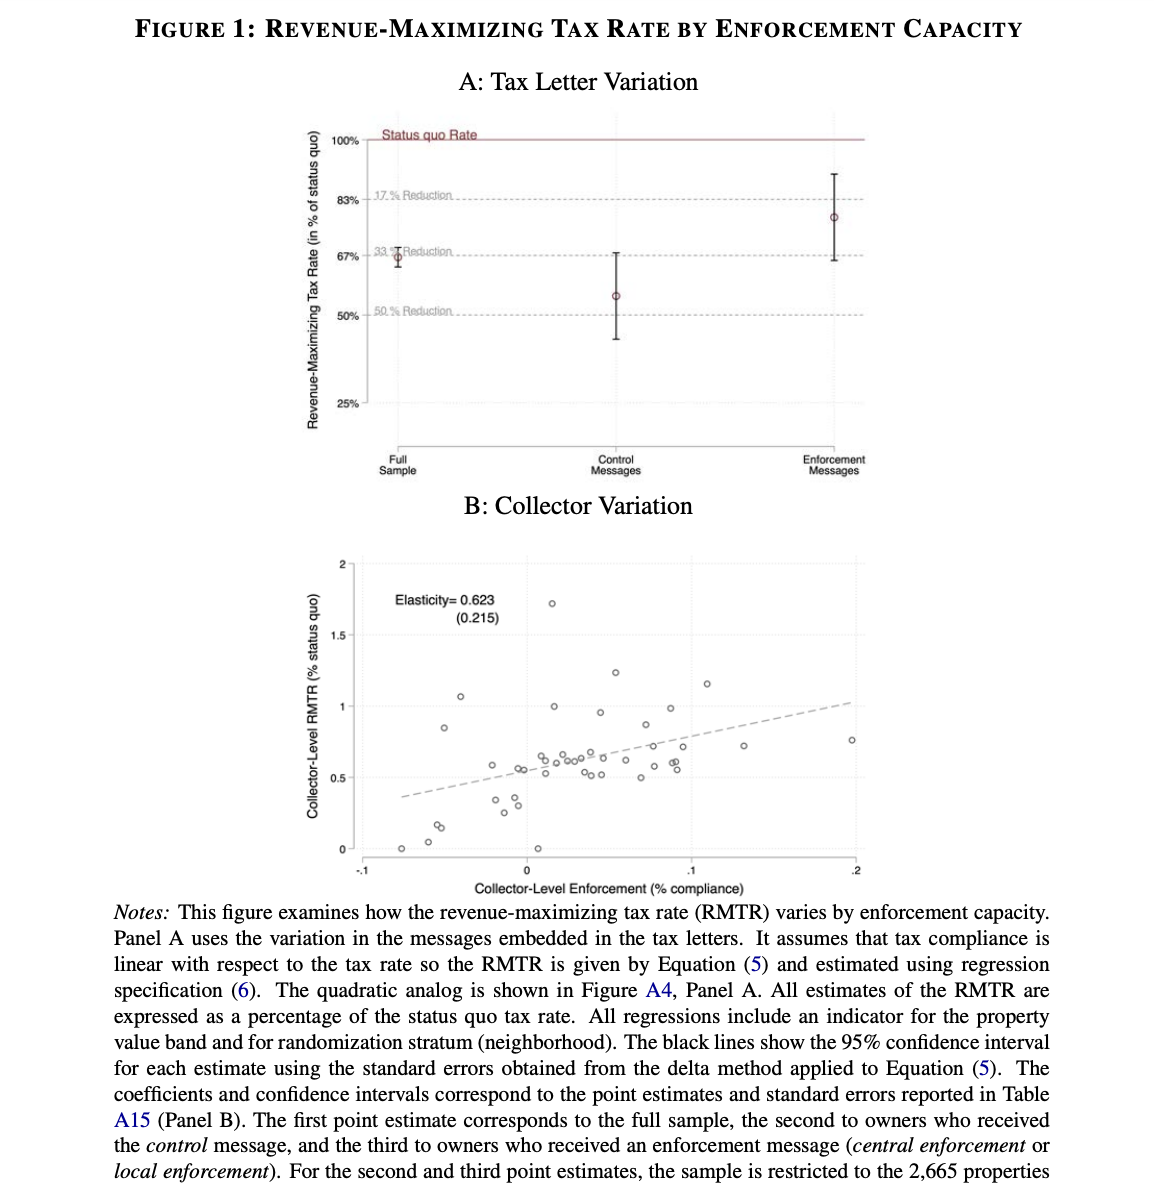 FIGURE 1: REVENUE-MAXIMIZING TAX RATE BY ENFORCEMENT CAPACITY
A: Tax Letter Variation
Revenue-Maximizing Tax Rate (in % of status quo)
100%
83%
67%
50%
25%
Status quo Rate
17 % Reduction
33 % Reduction
50 % Reduction
Full
Sample
Control
Messages
Enforcement
Messages
B: Collector Variation
Collector-Level RMTR (% status quo)
2
1.5
1
0.5
0
Elasticity= 0.623
(0.215)
-.1
0
.1
.2
Collector-Level Enforcement (% compliance)
Notes: This figure examines how the revenue-maximizing tax rate (RMTR) varies by enforcement capacity.
Panel A uses the variation in the messages embedded in the tax letters. It assumes that tax compliance is
linear with respect to the tax rate so the RMTR is given by Equation (5) and estimated using regression
specification (6). The quadratic analog is shown in Figure A4, Panel A. All estimates of the RMTR are
expressed as a percentage of the status quo tax rate. All regressions include an indicator for the property
value band and for randomization stratum (neighborhood). The black lines show the 95% confidence interval
for each estimate using the standard errors obtained from the delta method applied to Equation (5). The
coefficients and confidence intervals correspond to the point estimates and standard errors reported in Table
A15 (Panel B). The first point estimate corresponds to the full sample, the second to owners who received
the control message, and the third to owners who received an enforcement message (central enforcement or
local enforcement). For the second and third point estimates, the sample is restricted to the 2,665 properties